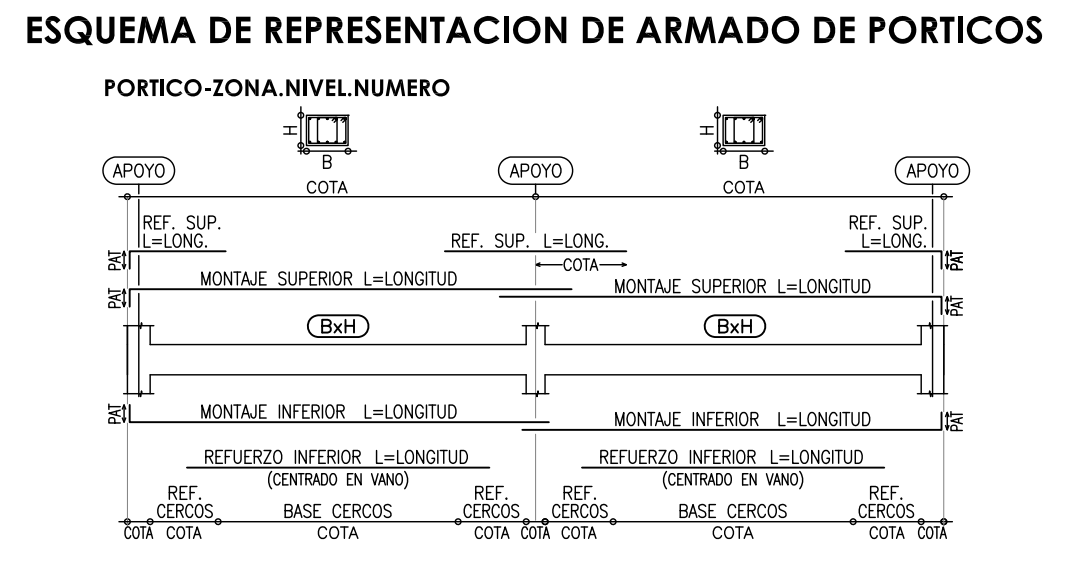 ESQUEMA DE REPRESENTACION DE ARMADO DE PORTICOS
PORTICO-ZONA.NIVEL.NUMERO
H B H B
APOYO APOYO APOYO
COTA COTA
REF. SUP. L=LONG.
REF. SUP. L=LONG.
REF. SUP. L=LONG.
PAT COTA PAT
MONTAJE SUPERIOR L=LONGITUD MONTAJE SUPERIOR L=LONGITUD
PAT PAT
BxH BxH
PAT MONTAJE INFERIOR L=LONGITUD MONTAJE INFERIOR L=LONGITUD PAT
REFUERZO INFERIOR L=LONGITUD REFUERZO INFERIOR L=LONGITUD
(CENTRADO EN VANO) (CENTRADO EN VANO)
REF. REF. REF. REF.
CERCOS BASE CERCOS CERCOS CERCOS BASE CERCOS CERCOS
COTA COTA COTA COTA COTA COTA COTA COTA COTA